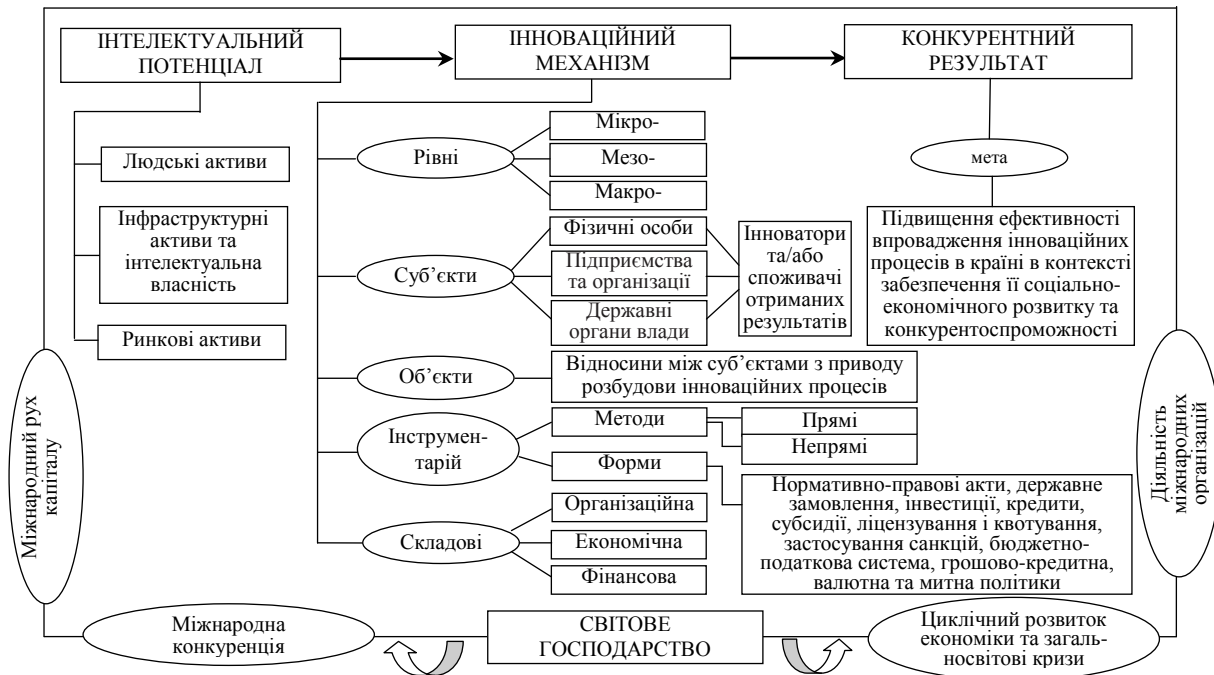 ІНТЕЛЕКТУАЛЬНИЙ
ПОТЕНЦІАЛ
ІННОВАЦІЙНИЙ
МЕХАНІЗМ
КОНКУРЕНТНИЙ
РЕЗУЛЬТАТ
Людські активи
Інфраструктурні
активи та
інтелектуальна
власність
Ринкові активи
Рівні
Мікро-
Мезо-
Макро-
Суб’єкти
Фізичні особи
Підприємства
та організації
Державні
органи влади
Інноватори
та/або
споживачі
отриманих
результатів
Об’єкти
Відносини між суб’єктами з приводу
розбудови інноваційних процесів
Інструмен-
тарій
Методи
Прямі
Непрямі
Форми
Нормативно-правові акти, державне
замовлення, інвестиції, кредити,
субсидії, ліцензування і квотування,
застосування санкцій, бюджетно-
податкова система, грошово-кредитна,
валютна та митна політики
Складові
Організаційна
Економічна
Фінансова
мета
Підвищення ефективності
впровадження інноваційних
процесів в країні в контексті
забезпечення її соціально-
економічного розвитку та
конкурентоспроможності
Міжнародний рух
капіталу
Діяльність
міжнародних
організацій
Міжнародна
конкуренція
СВІТОВЕ
ГОСПОДАРСТВО
Циклічний розвиток
економіки та загаль-
носвітові кризи